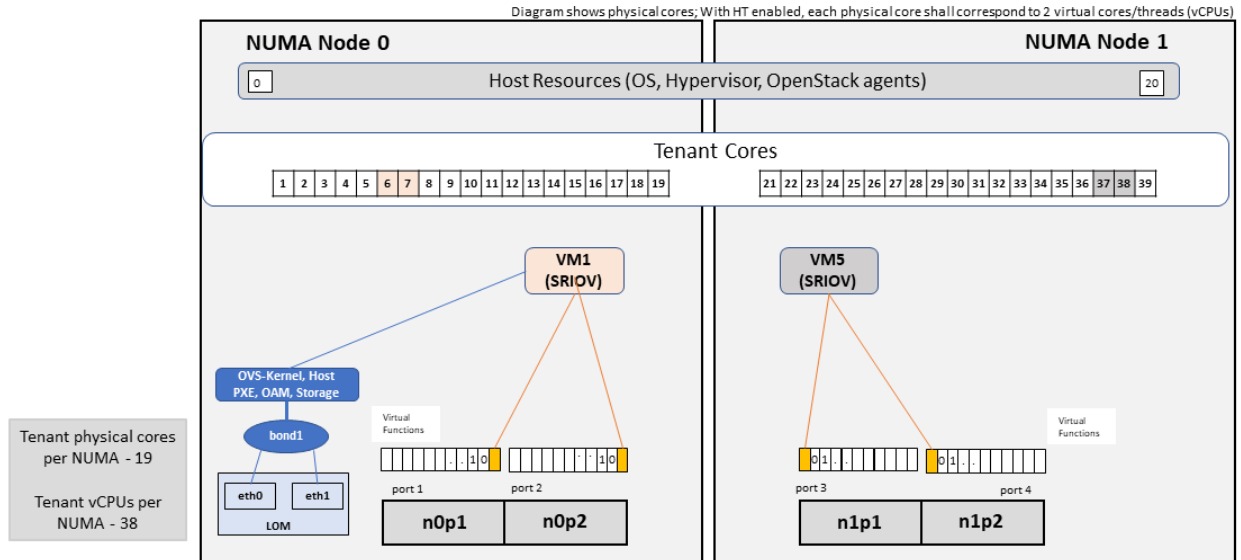 Diagram shows physical cores; With HT enabled, each physical core shall correspond to 2 virtual cores/threads (vCPUs)
NUMA Node 0
NUMA Node 1
0
Host Resources (OS, Hypervisor, OpenStack agents)
20
Tenant Cores
1 2 3 4 5 6 7 8 9 10 11 12 13 14 15 16 17 18 19
21 22 23 24 25 26 27 28 29 30 31 32 33 34 35 36 37 38 39
VM1
(SRIOV)
VM5
(SRIOV)
OVS-Kernel, Host
PXE, OAM, Storage
bond1
eth0
eth1
LOM
Virtual
Functions
. . 1 0
. . 1 0
port 1
port 2
n0p1
n0p2
Virtual
Functions
0 1 . .
0 1 . .
port 3
port 4
n1p1
n1p2
Tenant physical cores
per NUMA - 19
Tenant vCPUs per
NUMA - 38